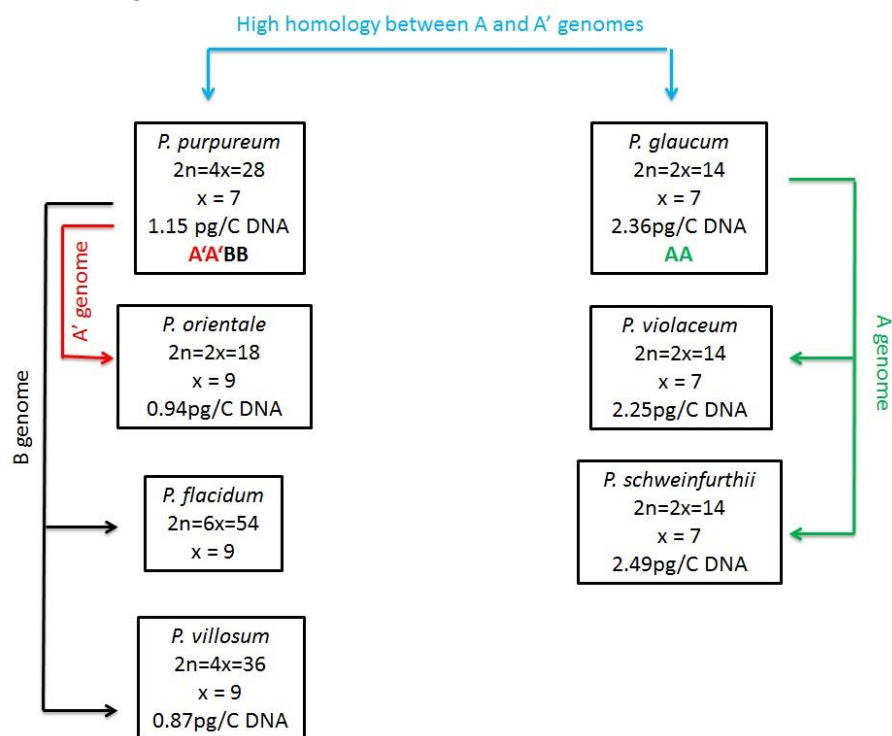 High homology between A and A' genomes
P. purpureum
2n=4x=28
x = 7
1.15 pg/C DNA
A‘A‘BB
P. glaucum
2n=2x=14
x = 7
2.36pg/C DNA
AA
A' genome
P. orientale
2n=2x=18
x = 9
0.94pg/C DNA
P. violaceum
2n=2x=14
x = 7
2.25pg/C DNA
A genome
B genome
P. flacidum
2n=6x=54
x = 9
P. schweinfurthii
2n=2x=14
x = 7
2.49pg/C DNA
P. villosum
2n=4x=36
x = 9
0.87pg/C DNA